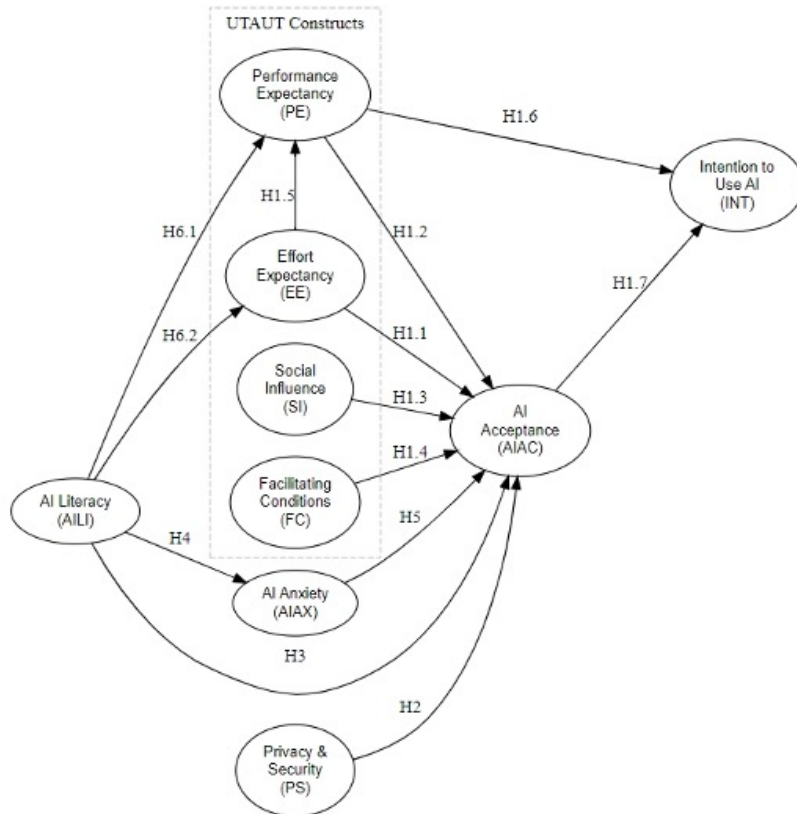 UTAUT Constructs
Performance
Expectancy
(PE)
H1.6
Intention to
Use AI
(INT)
H1.5
H1.2
H6.1
Effort
Expectancy
(EE)
H1.7
H6.2
H1.1
Social
Influence
(SI)
H1.3
AI
Acceptance
(AIAC)
H1.4
Facilitating
Conditions
(FC)
AI Literacy
(AILI)
H5
H4
AI Anxiety
(AIAX)
H3
H2
Privacy &
Security
(PS)